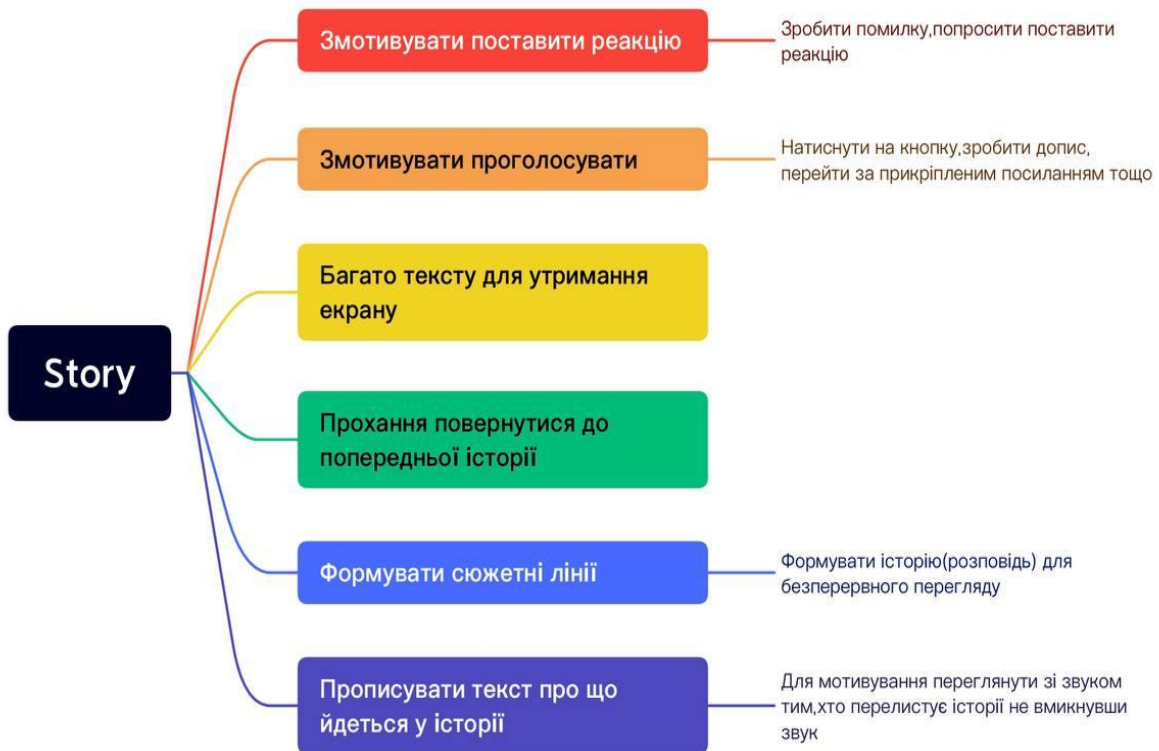 Story
Змотивувати поставити реакцію
Зробити помилку,попросити поставити
реакцію
Змотивувати проголосувати
Натиснути на кнопку,зробити допис,
перейти за прикріпленим посиланням тощо
Багато тексту для утримання
екрану
Прохання повернутися до
попередньої історії
Формувати сюжетні лінії
Формувати історію(розповідь) для
безперервного перегляду
Прописувати текст про що
йдеться у історії
Для мотивування переглянути зі звуком
тим,хто перелистує історії не вмикнувши
звук